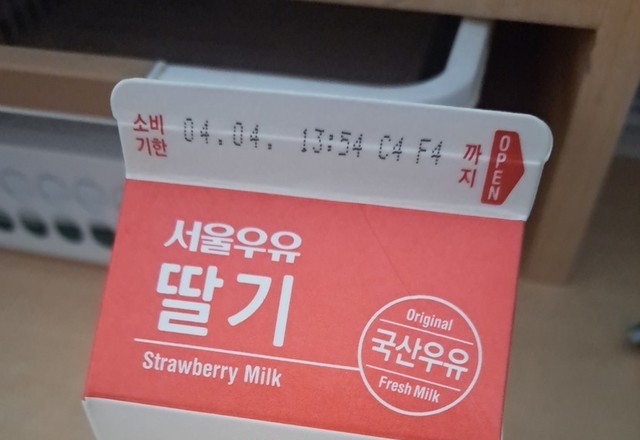 소비
기한
04.04. 13:54 C4 F4
까
지
OPEN
서울우유
딸기
Strawberry Milk
Original
국산우유
Fresh Milk